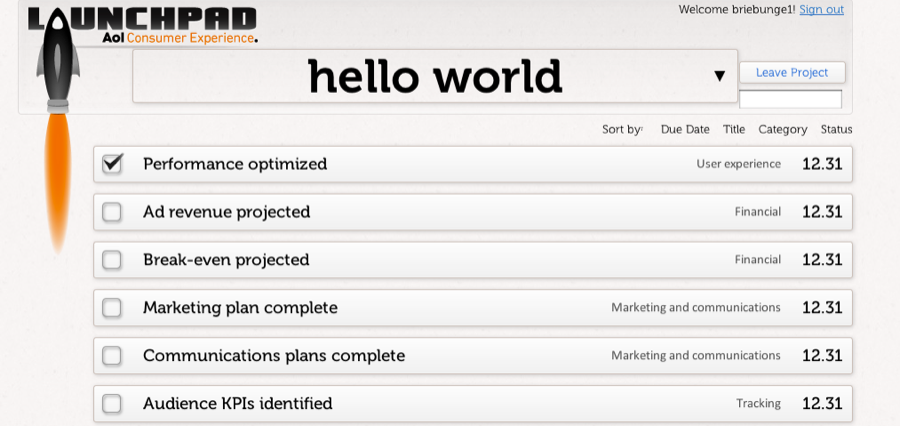 LAUNCHPAD
Aol Consumer Experience.
Welcome briebunge1! Sign out
hello world ▼
Leave Project
Sort by: Due Date Title Category Status
Performance optimized User experience 12.31
Ad revenue projected Financial 12.31
Break-even projected Financial 12.31
Marketing plan complete Marketing and communications 12.31
Communications plans complete Marketing and communications 12.31
Audience KPIs identified Tracking 12.31